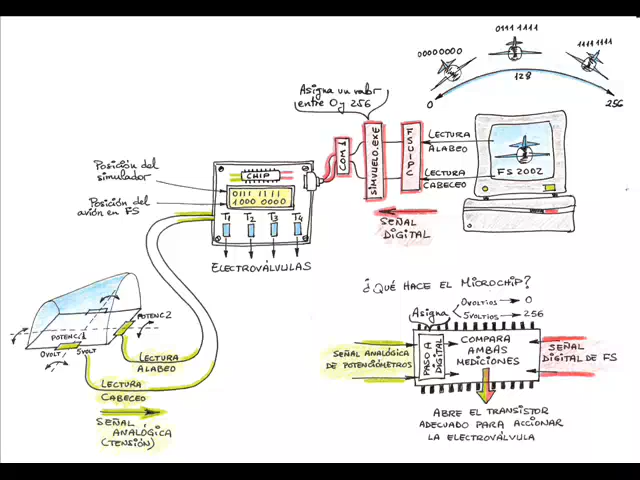 0111 1111
00000000
1111 1111
128
0
256
Asigna un valor
entre 0 y 256
COM 1
SIMVUELO.EXE
FSUIPC
LECTURA
ALABEO
LECTURA
CABECEO
FS 2002
SEÑAL
DIGITAL
Posición del
simulador
Posición del
avión en FS
CHIP
0111 1111
1000 0000
T1 T2 T3 T4
ELECTROVÁLVULAS
POTENC 2
POTENC 1
0VOLT
5VOLT
LECTURA
ALABEO
LECTURA
CABECEO
SEÑAL
ANALÓGICA
(TENSIÓN)
¿QUÉ HACE EL MICROCHIP?
Asigna
0voltios → 0
5voltios → 256
SEÑAL ANALÓGICA
DE POTENCIÓMETROS
PASO A
DIGITAL
COMPARA
AMBAS
MEDICIONES
SEÑAL
DIGITAL DE FS
ABRE EL TRANSISTOR
ADECUADO PARA ACCIONAR
LA ELECTROVÁLVULA